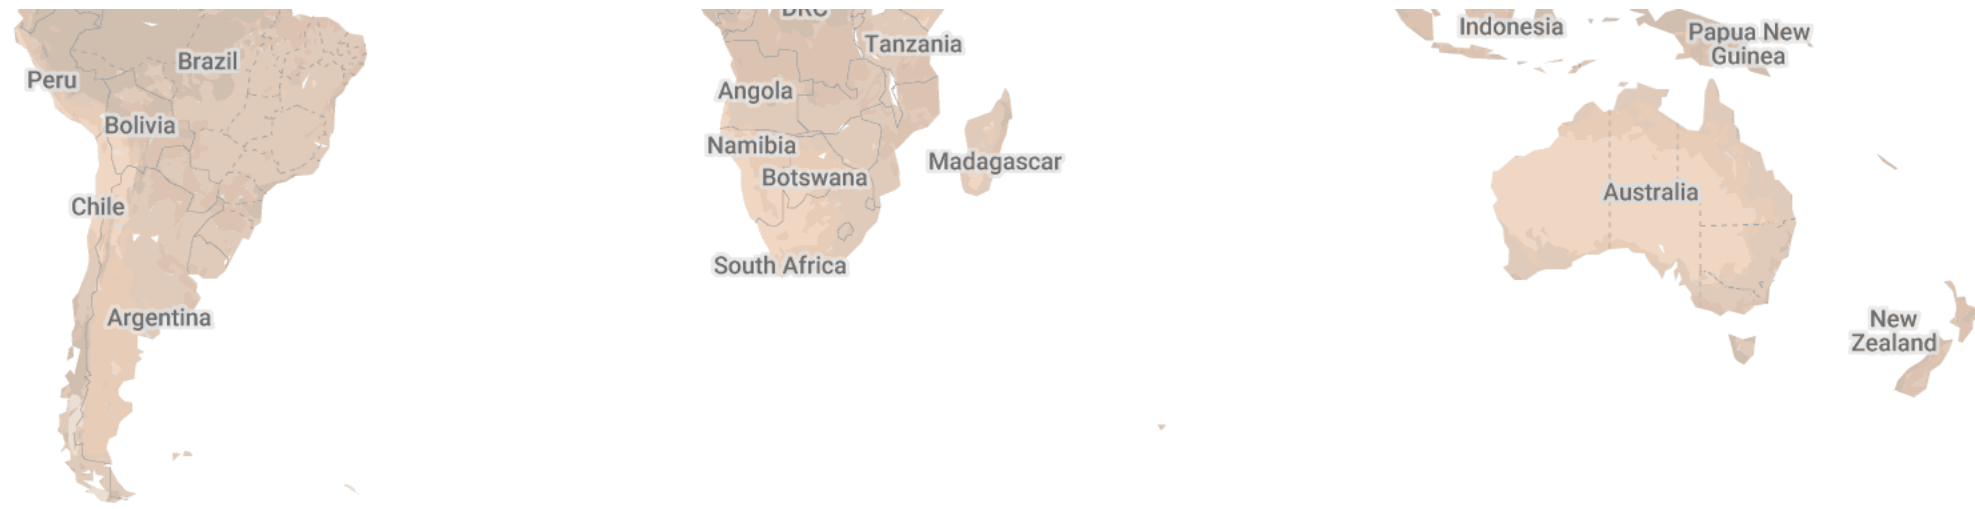 DRC
Indonesia
Papua New
Guinea
Tanzania
Brazil
Peru
Angola
Bolivia
Namibia
Madagascar
Botswana
Australia
Chile
South Africa
Argentina
New
Zealand